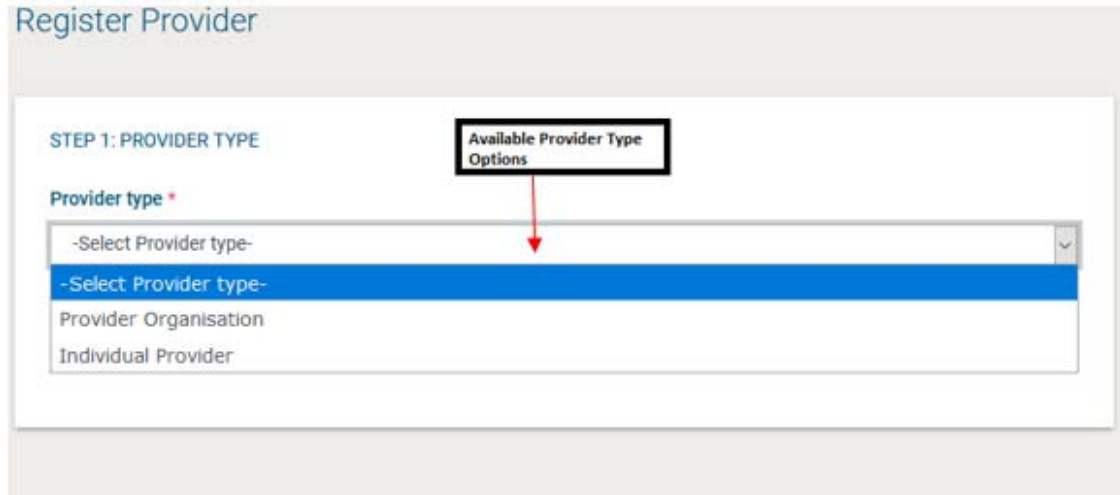 Register Provider
STEP 1: PROVIDER TYPE
Available Provider Type
Options
Provider type *
-Select Provider type-
-Select Provider type-
Provider Organisation
Individual Provider